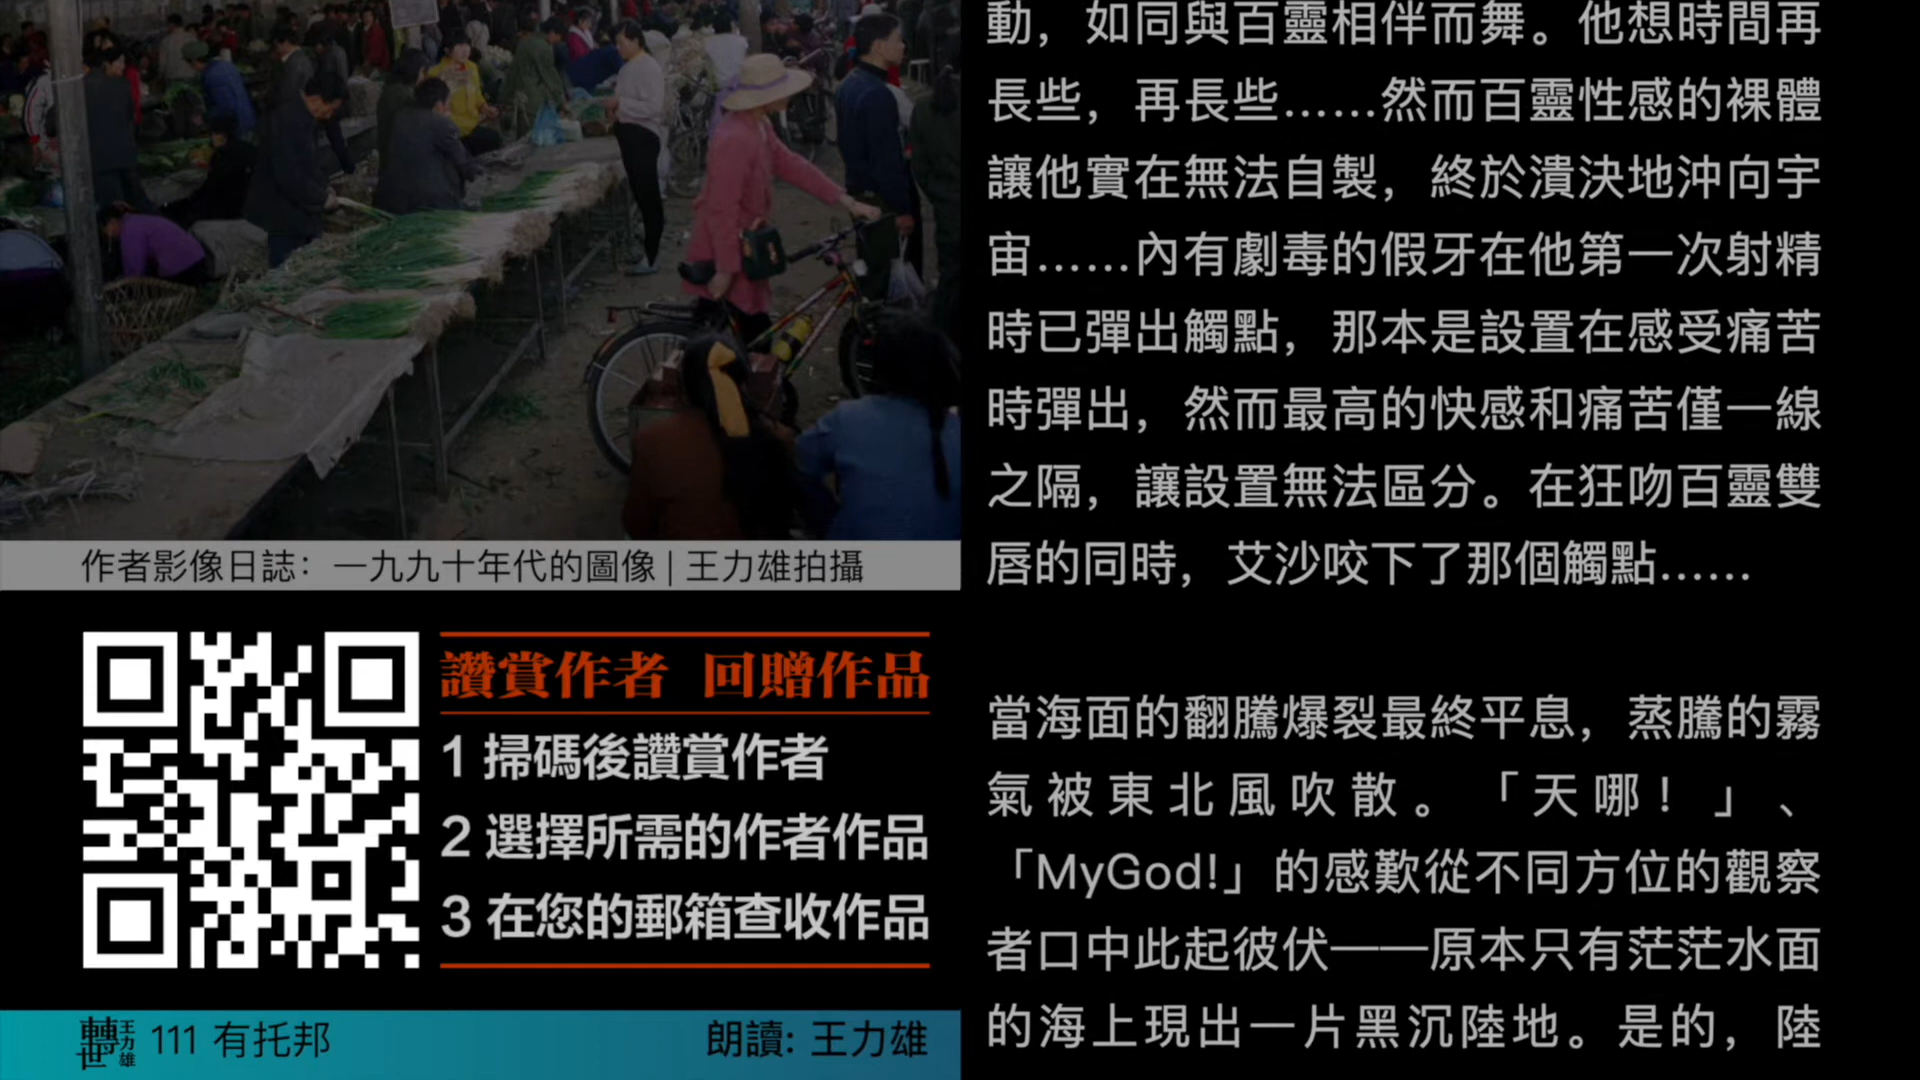 作者影像日誌：一九九十年代的圖像 | 王力雄拍攝
讚賞作者 回贈作品
1 掃碼後讚賞作者
2 選擇所需的作者作品
3 在您的郵箱查收作品
轉世 王力雄 111 有托邦
朗讀: 王力雄
動，如同與百靈相伴而舞。他想時間再
長些，再長些……然而百靈性感的裸體
讓他實在無法自製，終於潰決地沖向宇
宙……內有劇毒的假牙在他第一次射精
時已彈出觸點，那本是設置在感受痛苦
時彈出，然而最高的快感和痛苦僅一線
之隔，讓設置無法區分。在狂吻百靈雙
唇的同時，艾沙咬下了那個觸點……
當海面的翻騰爆裂最終平息，蒸騰的霧
氣被東北風吹散。「天哪！」、
「MyGod!」的感歎從不同方位的觀察
者口中此起彼伏——原本只有茫茫水面
的海上現出一片黑沉陸地。是的，陸